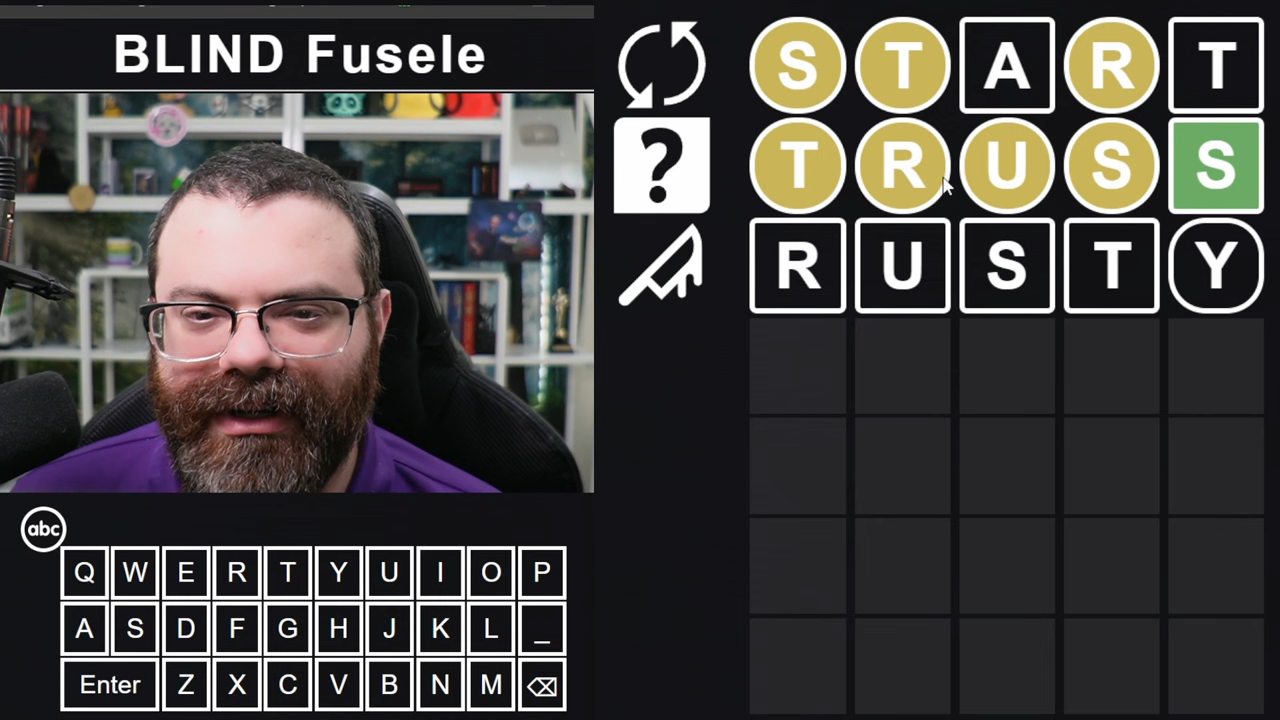 BLIND Fusele
START
?
TRUSS
RUSTY
abc
QWERTYUIOP
ASDFGHJKL_
Enter ZXCVBNM⌫